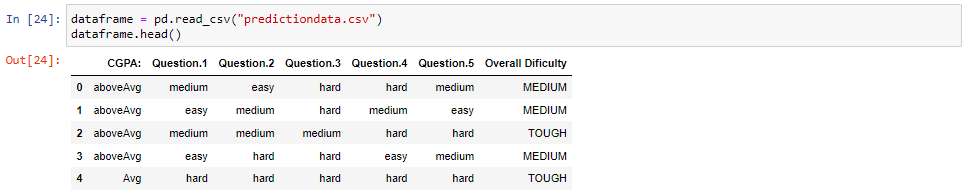 In [24]: dataframe = pd.read_csv("predictiondata.csv")
dataframe.head()
Out[24]:
CGPA: Question.1 Question.2 Question.3 Question.4 Question.5 Overall Dificulty
0 aboveAvg medium easy hard hard medium MEDIUM
1 aboveAvg easy medium hard medium easy MEDIUM
2 aboveAvg medium medium medium hard hard TOUGH
3 aboveAvg easy hard hard easy medium MEDIUM
4 Avg hard hard hard hard hard TOUGH